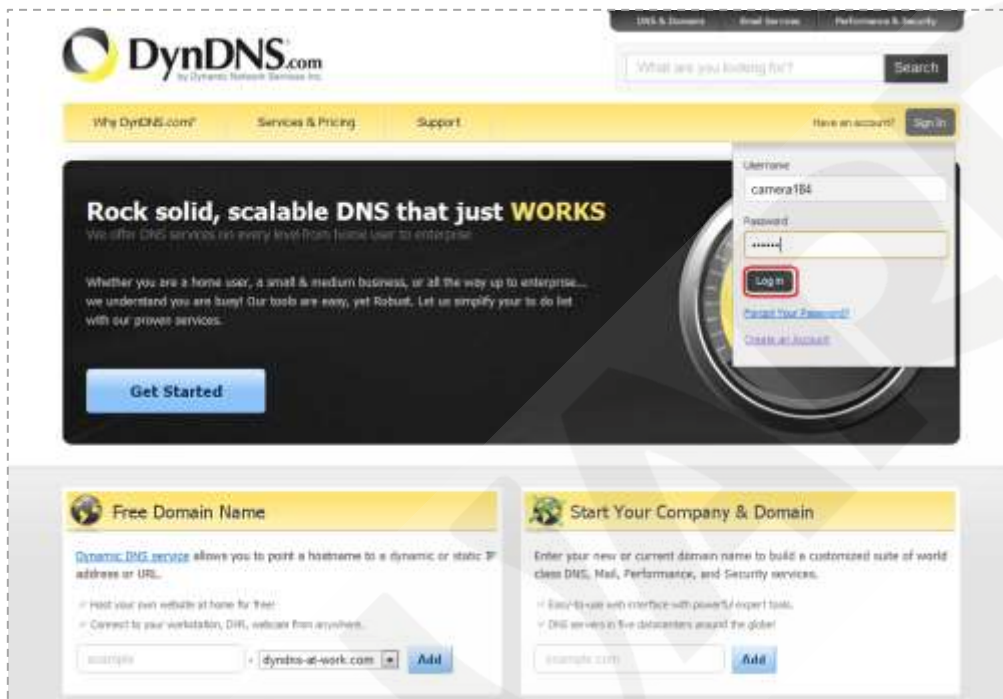 DNS & Domains Email Services Performance & Security
DynDNS.com
by Dynamic Network Services Inc.
What are you looking for?
Search
Why DynDNS.com?
Services & Pricing
Support
Have an account?
Sign In
Username
camera184
Password
•••••••
Log in
Forgot Your Password?
Create an Account
Rock solid, scalable DNS that just WORKS
We offer DNS services on every level from home user to enterprise
Whether you are a home user, a small & medium business, or all the way up to enterprise...
we understand you are busy! Our tools are easy, yet Robust. Let us simplify your to do list
with our proven services.
Get Started
Free Domain Name
Dynamic DNS service allows you to point a hostname to a dynamic or static IP
address or URL.
Host your own website at home for free!
Connect to your workstation, DVR, webcam from anywhere.
example
. dyndns-at-work.com
Add
Start Your Company & Domain
Enter your new or current domain name to build a customized suite of world
class DNS, Mail, Performance, and Security services.
Easy-to-use web interface with powerful expert tools.
DNS servers in five datacenters around the globe!
example.com
Add